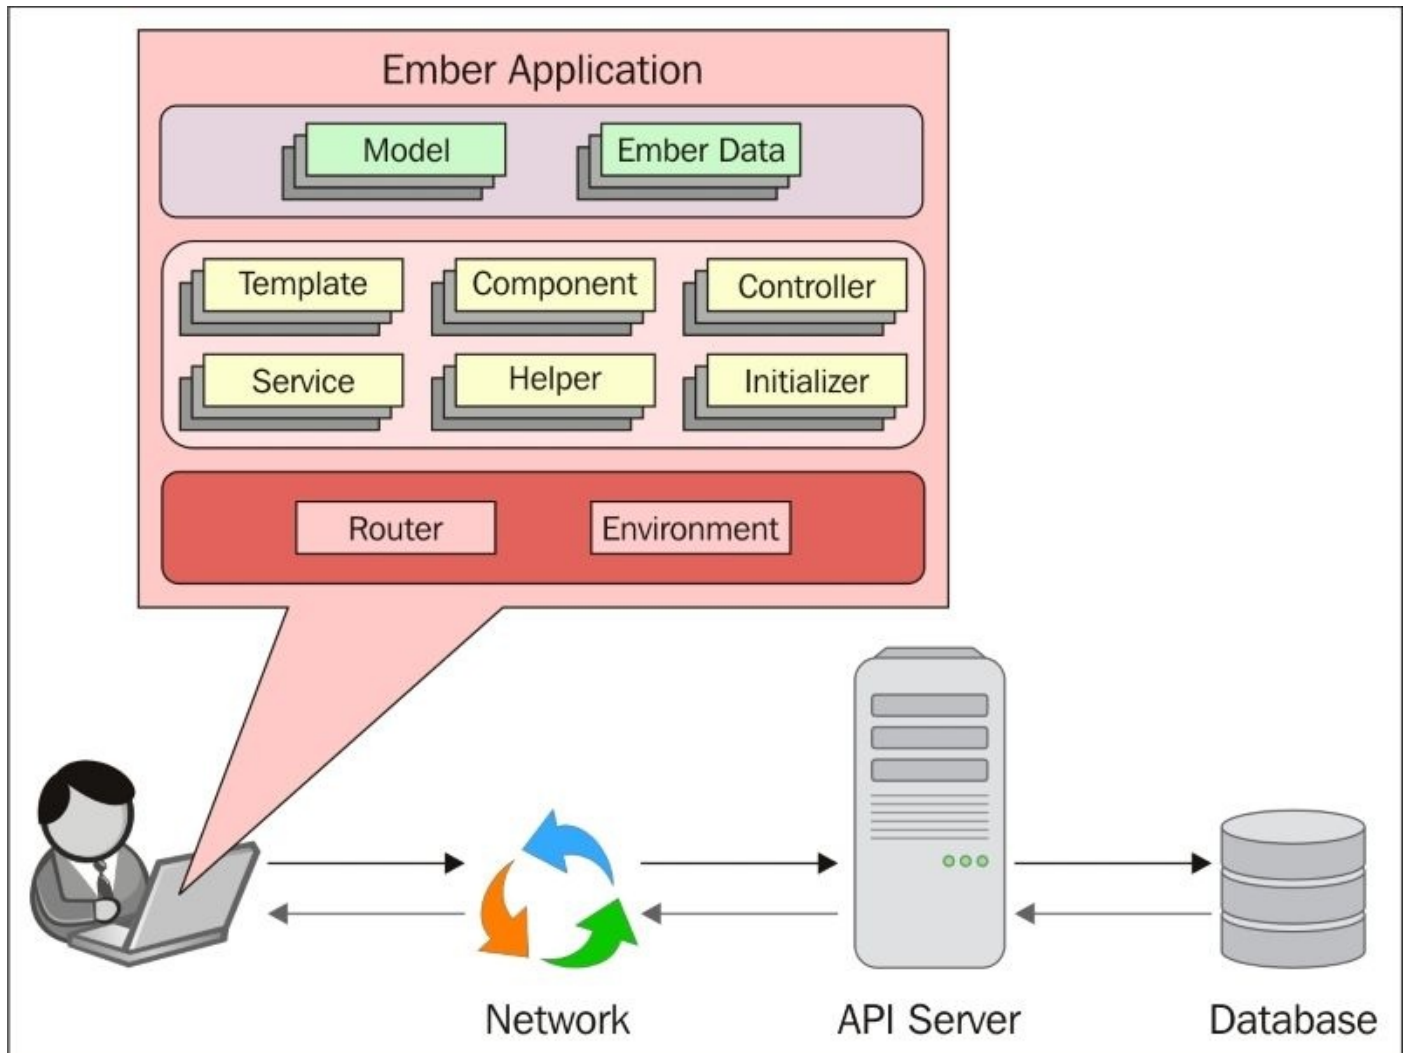 Ember Application
Model
Ember Data
Template
Component
Controller
Service
Helper
Initializer
Router
Environment
Network
API Server
Database